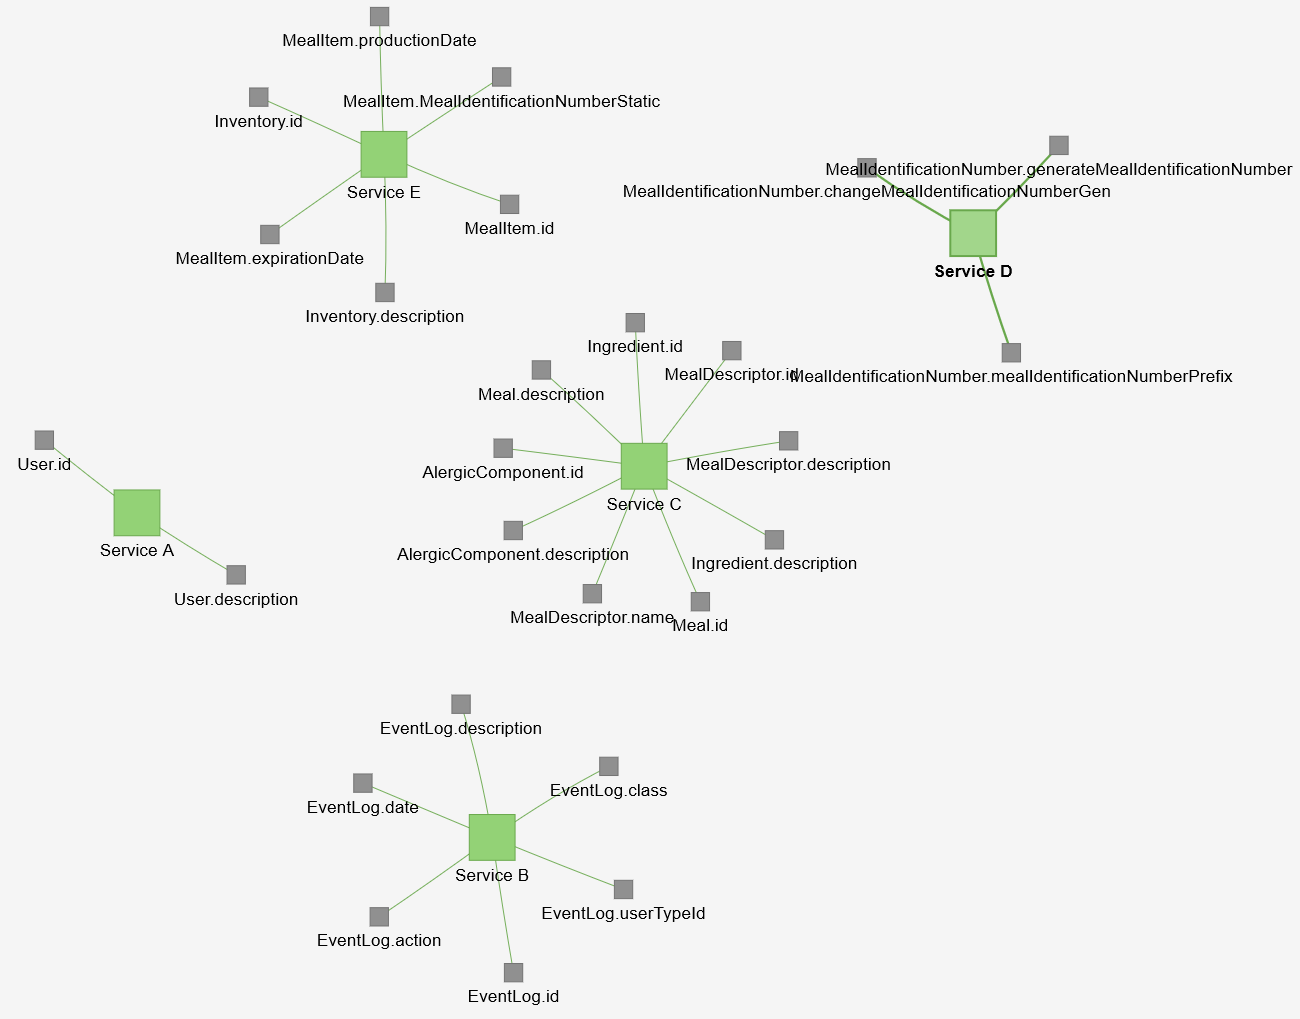 MealItem.productionDate
MealItem.MealIdentificationNumberStatic
Inventory.id
Service E
MealItem.id
MealItem.expirationDate
Inventory.description
MealIdentificationNumber.generateMealIdentificationNumber
MealIdentificationNumber.changeMealIdentificationNumberGen
Service D
MealIdentificationNumber.mealIdentificationNumberPrefix
Ingredient.id
MealDescriptor.id
Meal.description
MealDescriptor.description
AlergicComponent.id
Service C
AlergicComponent.description
Ingredient.description
MealDescriptor.name
Meal.id
User.id
Service A
User.description
EventLog.description
EventLog.class
EventLog.date
Service B
EventLog.userTypeId
EventLog.action
EventLog.id